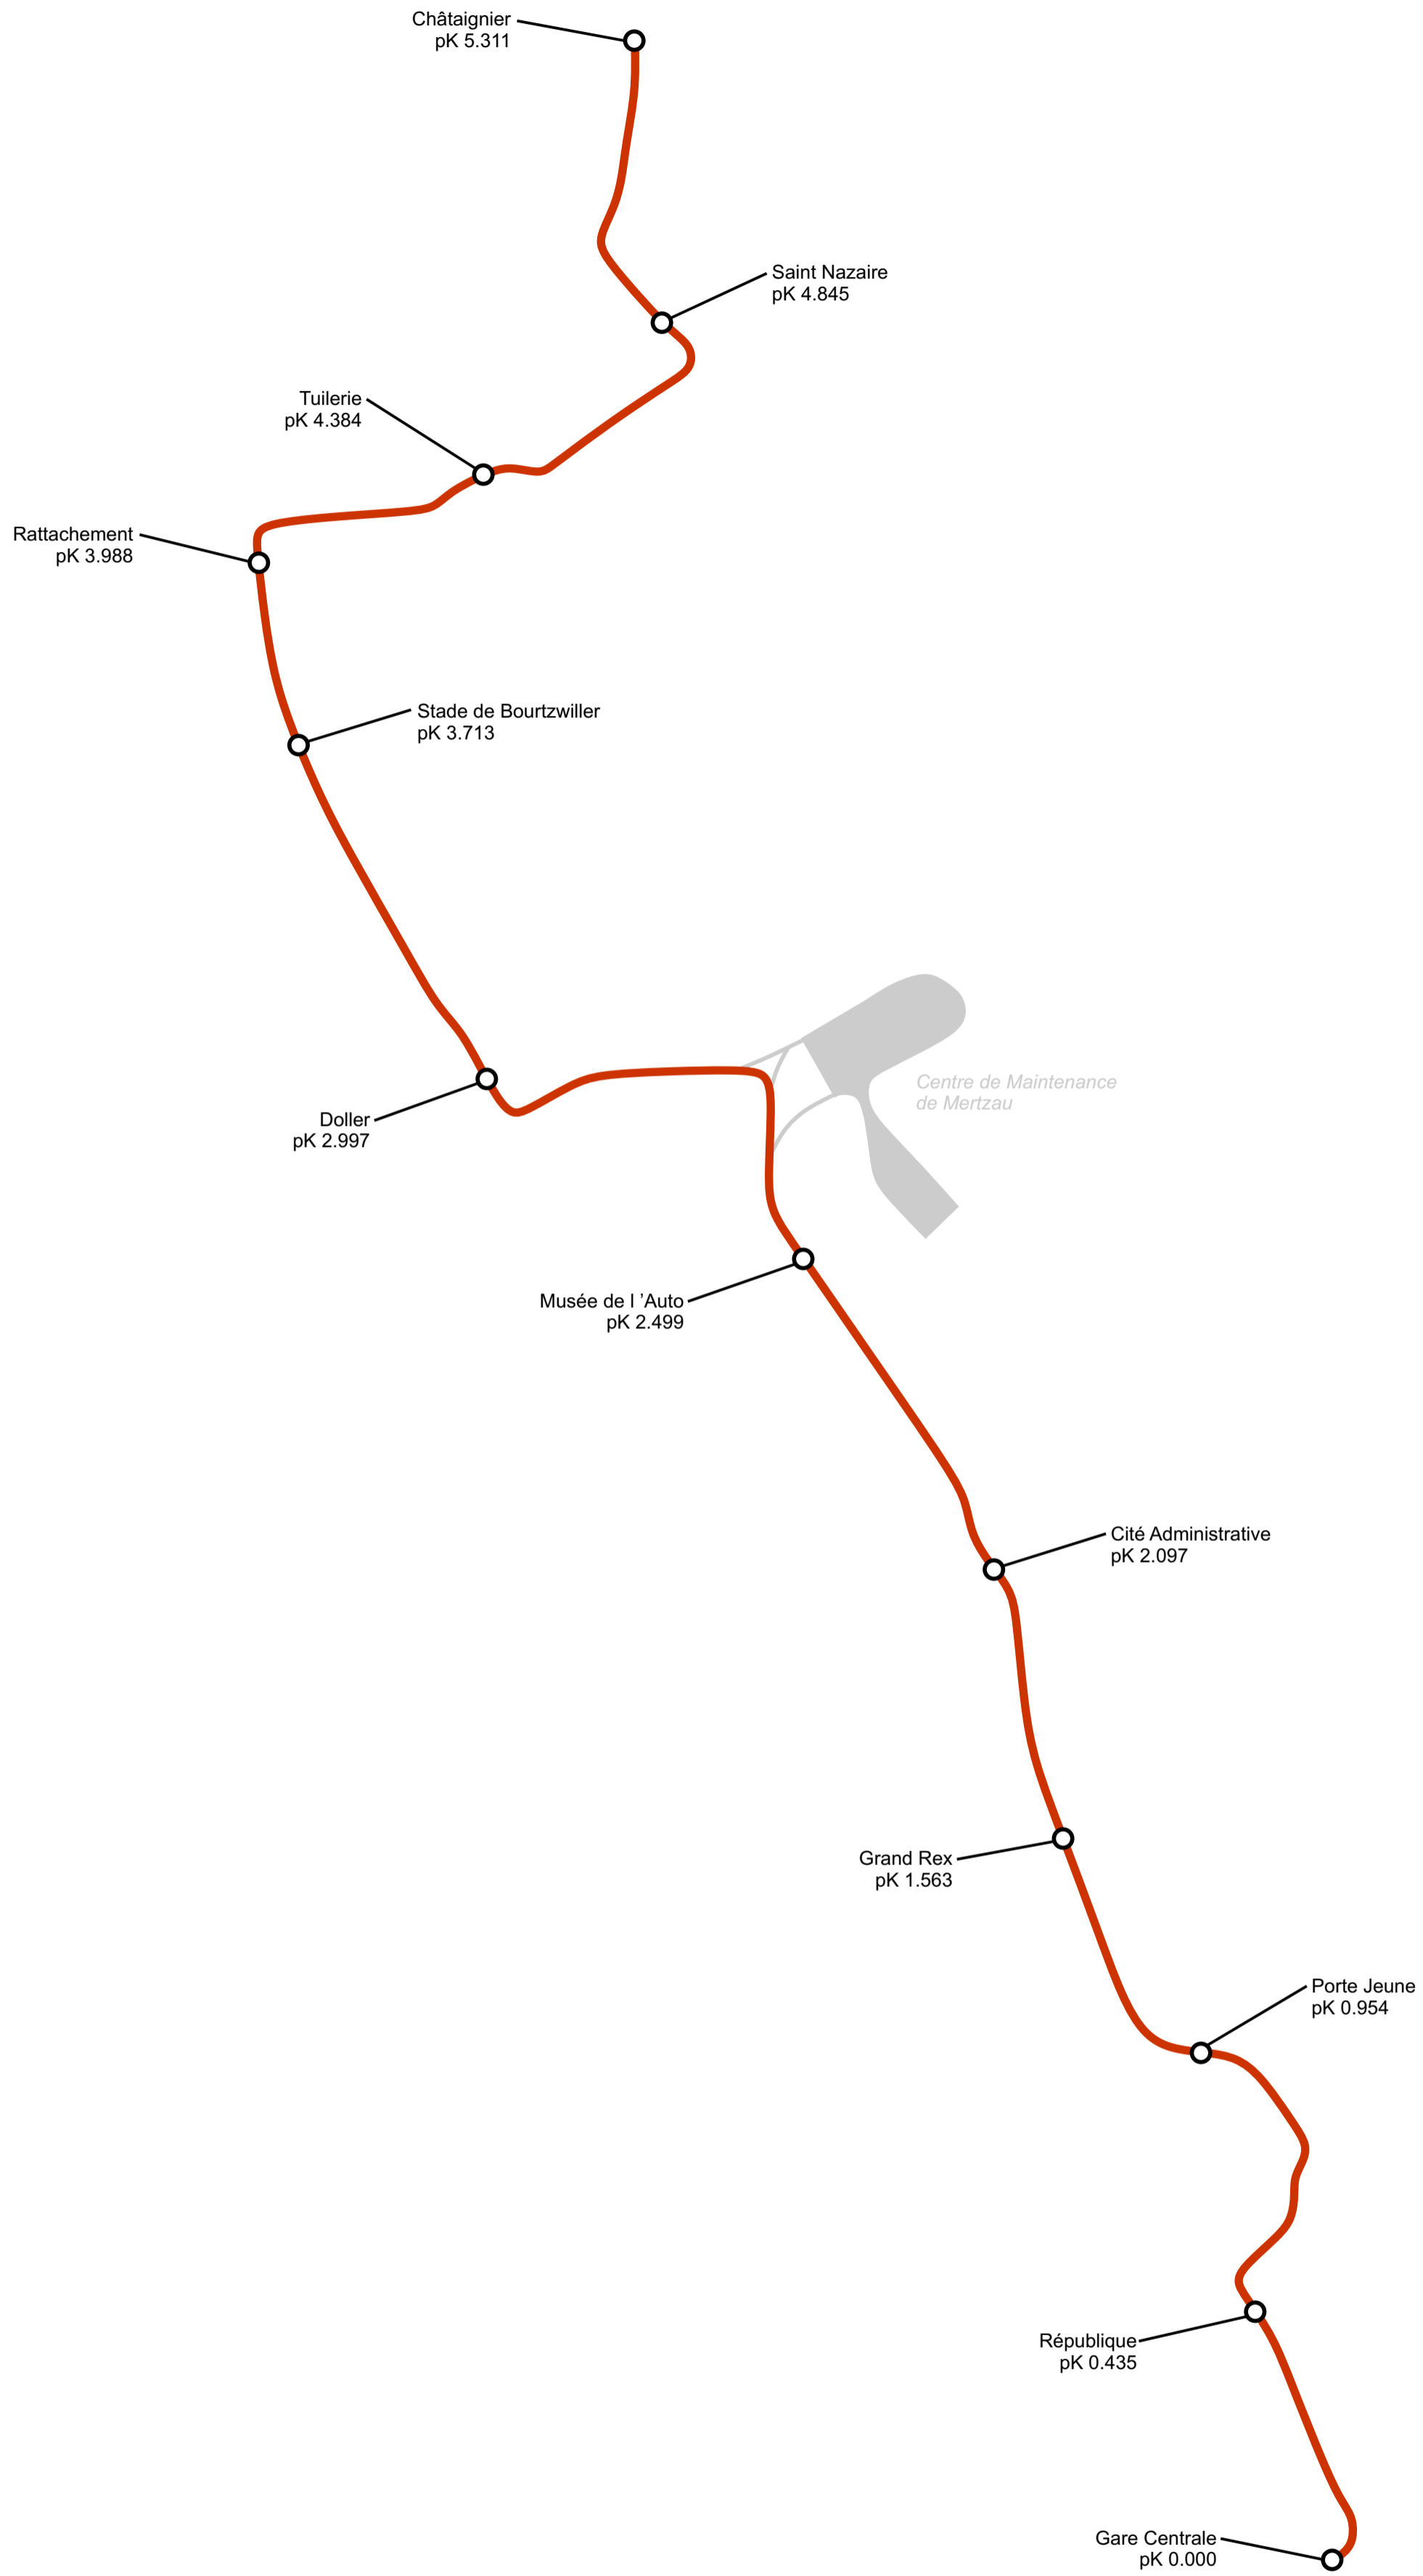 Châtaignier
pK 5.311
Saint Nazaire
pK 4.845
Tuilerie
pK 4.384
Rattachement
pK 3.988
Stade de Bourtzwiller
pK 3.713
Centre de Maintenance
de Mertzau
Doller
pK 2.997
Musée de l ’Auto
pK 2.499
Cité Administrative
pK 2.097
Grand Rex
pK 1.563
Porte Jeune
pK 0.954
République
pK 0.435
Gare Centrale
pK 0.000